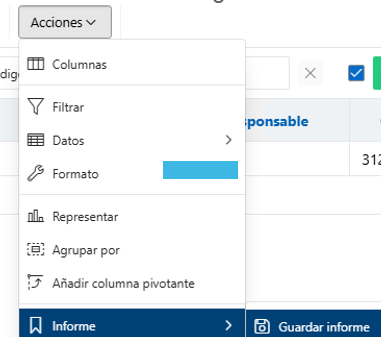 Acciones
Columnas
Filtrar
Datos
Formato
Representar
Agrupar por
Añadir columna pivotante
Informe
Guardar informe
sponsable
312